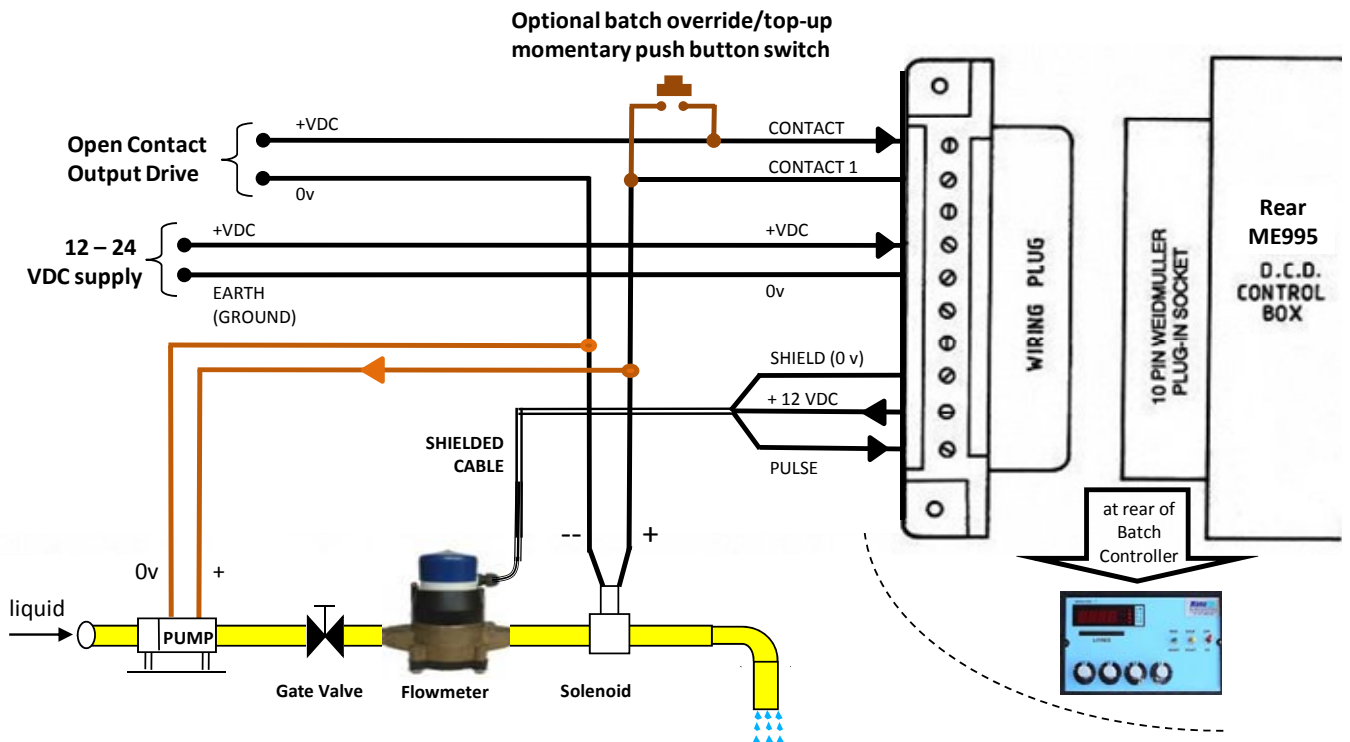 Optional batch override/top-up
momentary push button switch
Open Contact
Output Drive
+VDC
0v
CONTACT
CONTACT 1
12 – 24
VDC supply
+VDC
EARTH
(GROUND)
+VDC
0v
SHIELD (0 v)
+ 12 VDC
PULSE
SHIELDED
CABLE
WIRING PLUG
10 PIN WEIDMULLER
PLUG-IN SOCKET
Rear
ME995
D.C.D.
CONTROL
BOX
at rear of
Batch
Controller
--
+
0v
+
liquid
PUMP
Gate Valve
Flowmeter
Solenoid
LITRES